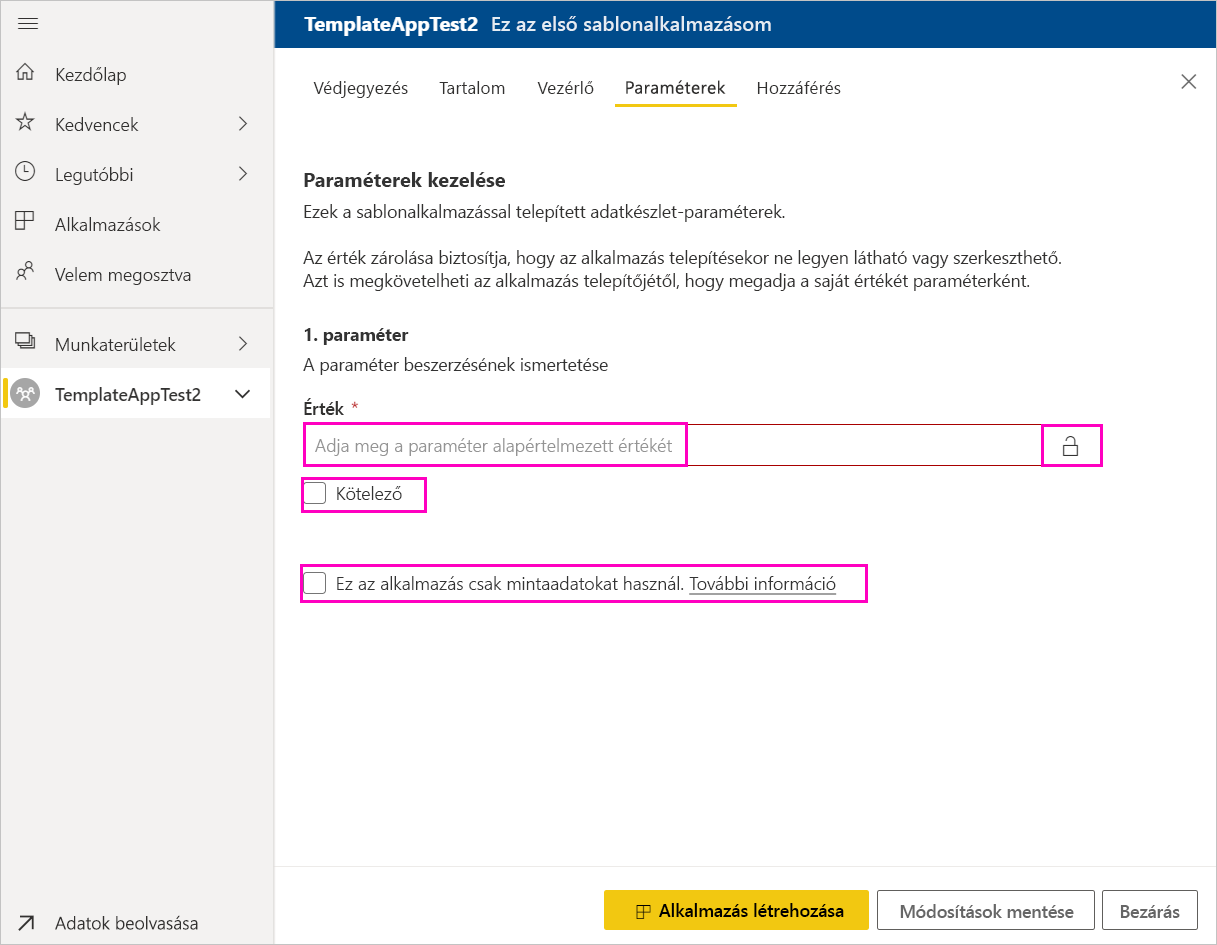 TemplateAppTest2 Ez az első sablonalkalmazásom
Kezdőlap
Kedvencek
Legutóbbi
Alkalmazások
Velem megosztva
Munkaterületek
TemplateAppTest2
Adatok beolvasása
Védjegyezés Tartalom Vezérlő Paraméterek Hozzáférés
Paraméterek kezelése
Ezek a sablonalkalmazással telepített adatkészlet-paraméterek.
Az érték zárolása biztosítja, hogy az alkalmazás telepítésekor ne legyen látható vagy szerkeszthető.
Azt is megkövetelheti az alkalmazás telepítőjétől, hogy megadja a saját értékét paraméterként.
1. paraméter
A paraméter beszerzésének ismertetése
Érték *
Adja meg a paraméter alapértelmezett értékét
Kötelező
Ez az alkalmazás csak mintaadatokat használ. További információ
Alkalmazás létrehozása Módosítások mentése Bezárás